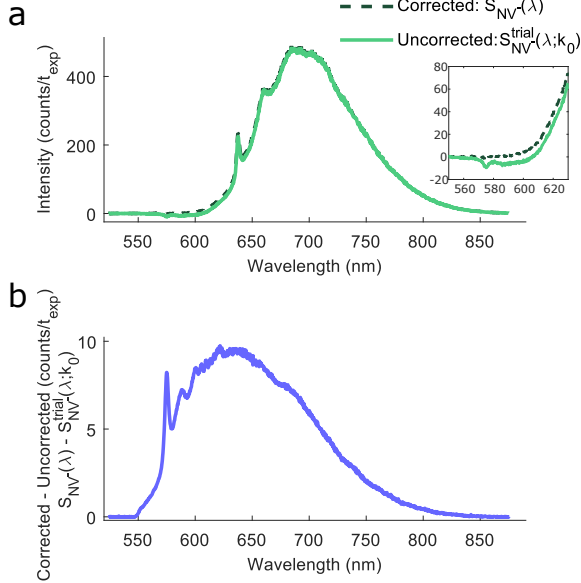 a
Corrected: S_NV⁻(λ)
Uncorrected:S_NV⁻^trial(λ;k₀)
Intensity (counts/t_exp)
400
200
0
80
60
40
20
0
-20
560 580 600 620
550 600 650 700 750 800 850
Wavelength (nm)
b
Corrected - Uncorrected (counts/t_exp)
S_NV⁻(λ) - S_NV⁻^trial(λ;k₀)
10
5
0
550 600 650 700 750 800 850
Wavelength (nm)